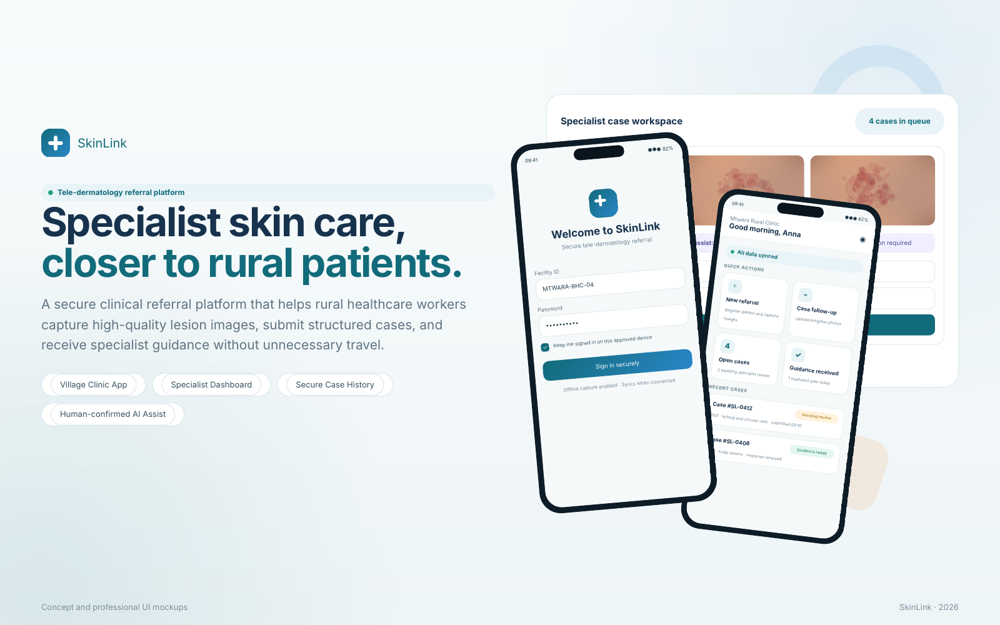 SkinLink
Tele-dermatology referral platform
Specialist skin care,
closer to rural patients.
A secure clinical referral platform that helps rural healthcare workers
capture high-quality lesion images, submit structured cases, and
receive specialist guidance without unnecessary travel.
Village Clinic App
Specialist Dashboard
Secure Case History
Human-confirmed AI Assist
Specialist case workspace
4 cases in queue
required
09:41
82%
Welcome to SkinLink
Secure tele-dermatology referral
Facility ID
MTWARA-RHC-04
Password
••••••••••
Keep me signed in on this approved device
Sign in securely
Offline capture enabled · Syncs when connected
09:41
82%
Mtwara Rural Clinic
Good morning, Anna
All data synced
QUICK ACTIONS
New referral
Register patient and capture
images
Case follow-up
Upload progress photos
4
Open cases
2 awaiting specialist review
Guidance received
1 treatment plan today
RECENT CASES
Case #SL-0412
Pending review
35F · itching and circular rash · submitted 09:10
#SL-0408
Guidance ready
scalp lesions · response received
Concept and professional UI mockups
SkinLink · 2026